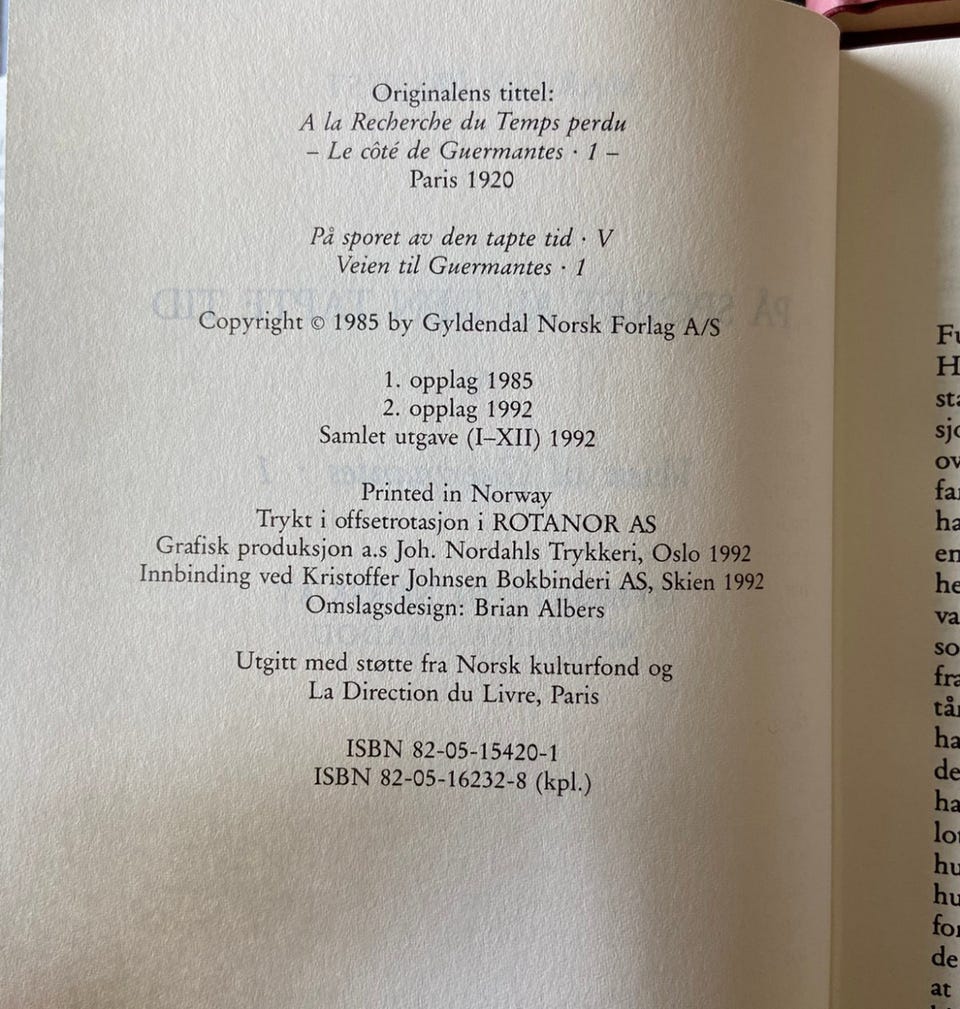 Originalens tittel:
A la Recherche du Temps perdu
– Le côté de Guermantes · 1 –
Paris 1920
På sporet av den tapte tid · V
Veien til Guermantes · 1
Copyright © 1985 by Gyldendal Norsk Forlag A/S
1. opplag 1985
2. opplag 1992
Samlet utgave (I–XII) 1992
Printed in Norway
Trykt i offsetrotasjon i ROTANOR AS
Grafisk produksjon a.s Joh. Nordahls Trykkeri, Oslo 1992
Innbinding ved Kristoffer Johnsen Bokbinderi AS, Skien 1992
Omslagsdesign: Brian Albers
Utgitt med støtte fra Norsk kulturfond og
La Direction du Livre, Paris
ISBN 82-05-15420-1
ISBN 82-05-16232-8 (kpl.)